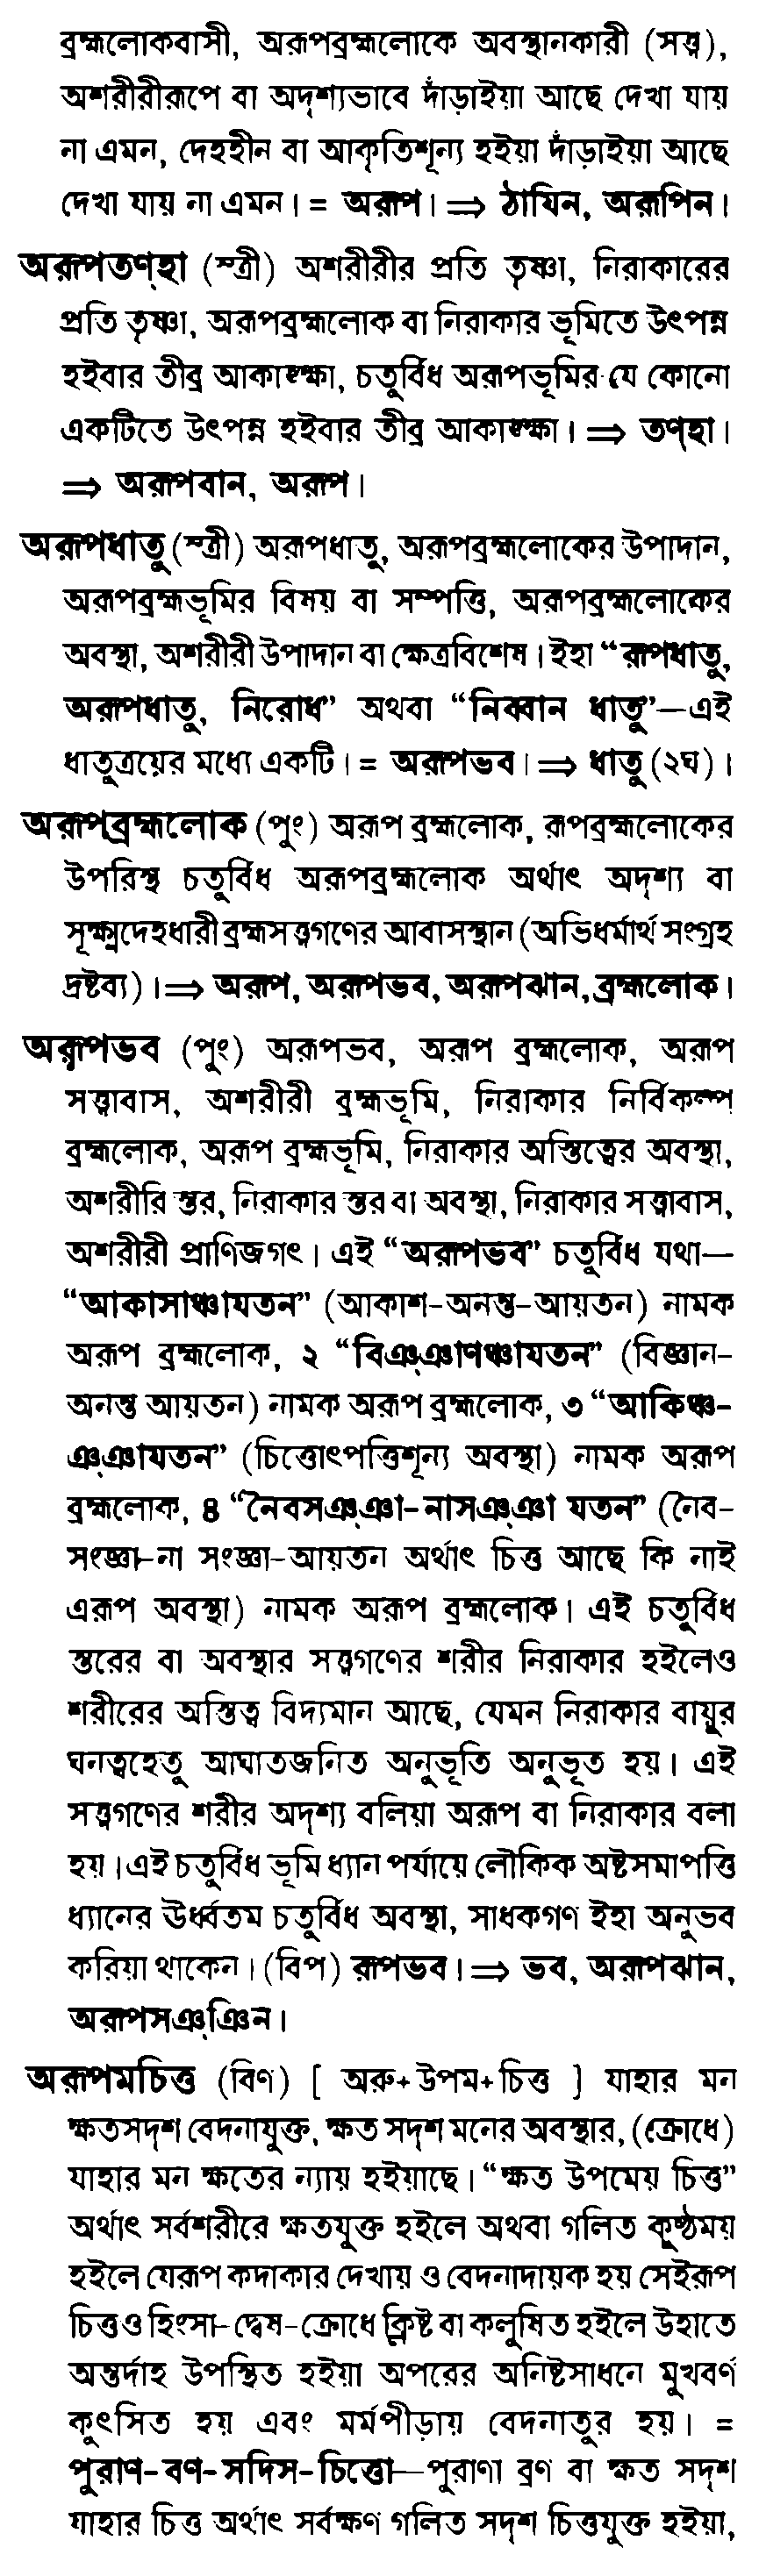 ব্রহ্মলোকবাসী, অরূপব্রহ্মলোকে অবস্থানকারী (সত্ত্ব),
অশরীরীরূপে বা অদৃশ্যভাবে দাঁড়াইয়া আছে দেখা যায়
না এমন, দেহহীন বা আকৃতিশূন্য হইয়া দাঁড়াইয়া আছে
দেখা যায় না এমন। = অরূপ। ⇒ ঠাযিন, অরূপিন।
অরূপতণ্হা (স্ত্রী) অশরীরীর প্রতি তৃষ্ণা, নিরাকারের
প্রতি তৃষ্ণা, অরূপব্রহ্মলোক বা নিরাকার ভূমিতে উৎপন্ন
হইবার তীব্র আকাঙ্ক্ষা, চতুর্বিধ অরূপভূমির যে কোনো
একটিতে উৎপন্ন হইবার তীব্র আকাঙ্ক্ষা। ⇒ তণ্হা।
⇒ অরূপবান, অরূপ।
অরূপধাতু (স্ত্রী) অরূপধাতু, অরূপব্রহ্মলোকের উপাদান,
অরূপব্রহ্মভূমির বিষয় বা সম্পত্তি, অরূপব্রহ্মলোকের
অবস্থা, অশরীরী উপাদান বা ক্ষেত্রবিশেষ। ইহা “রূপধাতু,
অরূপধাতু, নিরোধ” অথবা “নিব্বান ধাতু”—এই
ধাতুত্রয়ের মধ্যে একটি। = অরূপভব। ⇒ ধাতু (২ঘ)।
অরূপব্রহ্মলোক (পুং) অরূপ ব্রহ্মলোক, রূপব্রহ্মলোকের
উপরিস্থ চতুর্বিধ অরূপব্রহ্মলোক অর্থাৎ অদৃশ্য বা
সূক্ষ্মদেহধারী ব্রহ্মসত্ত্বগণের আবাসস্থান (অভিধর্মার্থ সংগ্রহ
দ্রষ্টব্য)। ⇒ অরূপ, অরূপভব, অরূপঝান, ব্রহ্মলোক।
অরূপভব (পুং) অরূপভব, অরূপ ব্রহ্মলোক, অরূপ
সত্ত্বাবাস, অশরীরী ব্রহ্মভূমি, নিরাকার নির্বিকল্প
ব্রহ্মলোক, অরূপ ব্রহ্মভূমি, নিরাকার অস্তিত্বের অবস্থা,
অশরীরি স্তর, নিরাকার স্তর বা অবস্থা, নিরাকার সত্ত্বাবাস,
অশরীরী প্রাণিজগৎ। এই “অরূপভব” চতুর্বিধ যথা—
“আকাসাঞ্চাযতন” (আকাশ-অনন্ত-আয়তন) নামক
অরূপ ব্রহ্মলোক, ২ “বিঞ্ঞাণঞ্চাযতন” (বিজ্ঞান-
অনন্ত আয়তন) নামক অরূপ ব্রহ্মলোক, ৩ “আকিঞ্চ-
ঞ্ঞাযতন” (চিত্তোৎপত্তিশূন্য অবস্থা) নামক অরূপ
ব্রহ্মলোক, ৪ “নৈবসঞ্ঞা-নাসঞ্ঞা যতন” (নৈব-
সংজ্ঞা-না সংজ্ঞা-আয়তন অর্থাৎ চিত্ত আছে কি নাই
এরূপ অবস্থা) নামক অরূপ ব্রহ্মলোক। এই চতুর্বিধ
স্তরের বা অবস্থার সত্ত্বগণের শরীর নিরাকার হইলেও
শরীরের অস্তিত্ব বিদ্যমান আছে, যেমন নিরাকার বায়ুর
ঘনত্বহেতু আঘাতজনিত অনুভূতি অনুভূত হয়। এই
সত্ত্বগণের শরীর অদৃশ্য বলিয়া অরূপ বা নিরাকার বলা
হয়। এই চতুর্বিধ ভূমি ধ্যান পর্যায়ে লৌকিক অষ্টসমাপত্তি
ধ্যানের ঊর্ধ্বতম চতুর্বিধ অবস্থা, সাধকগণ ইহা অনুভব
করিয়া থাকেন। (বিপ) রূপভব। ⇒ ভব, অরূপঝান,
অরূপসঞ্ঞিন।
অরূপমচিত্ত (বিণ) [ অরু+উপম+চিত্ত ] যাহার মন
ক্ষতসদৃশ বেদনাযুক্ত, ক্ষত সদৃশ মনের অবস্থার, (ক্রোধে)
যাহার মন ক্ষতের ন্যায় হইয়াছে। “ক্ষত উপমেয় চিত্ত”
অর্থাৎ সর্বশরীরে ক্ষতযুক্ত হইলে অথবা গলিত কুষ্ঠময়
হইলে যেরূপ কদাকার দেখায় ও বেদনাদায়ক হয় সেইরূপ
চিত্তও হিংসা-দ্বেষ-ক্রোধে ক্লিষ্ট বা কলুষিত হইলে উহাতে
অন্তর্দাহ উপস্থিত হইয়া অপরের অনিষ্টসাধনে মুখবর্ণ
কুৎসিত হয় এবং মর্মপীড়ায় বেদনাতুর হয়। =
পুরাণ-বণ-সদিস-চিত্তো—পুরাণা ব্রণ বা ক্ষত সদৃশ
যাহার চিত্ত অর্থাৎ সর্বক্ষণ গলিত সদৃশ চিত্তযুক্ত হইয়া,